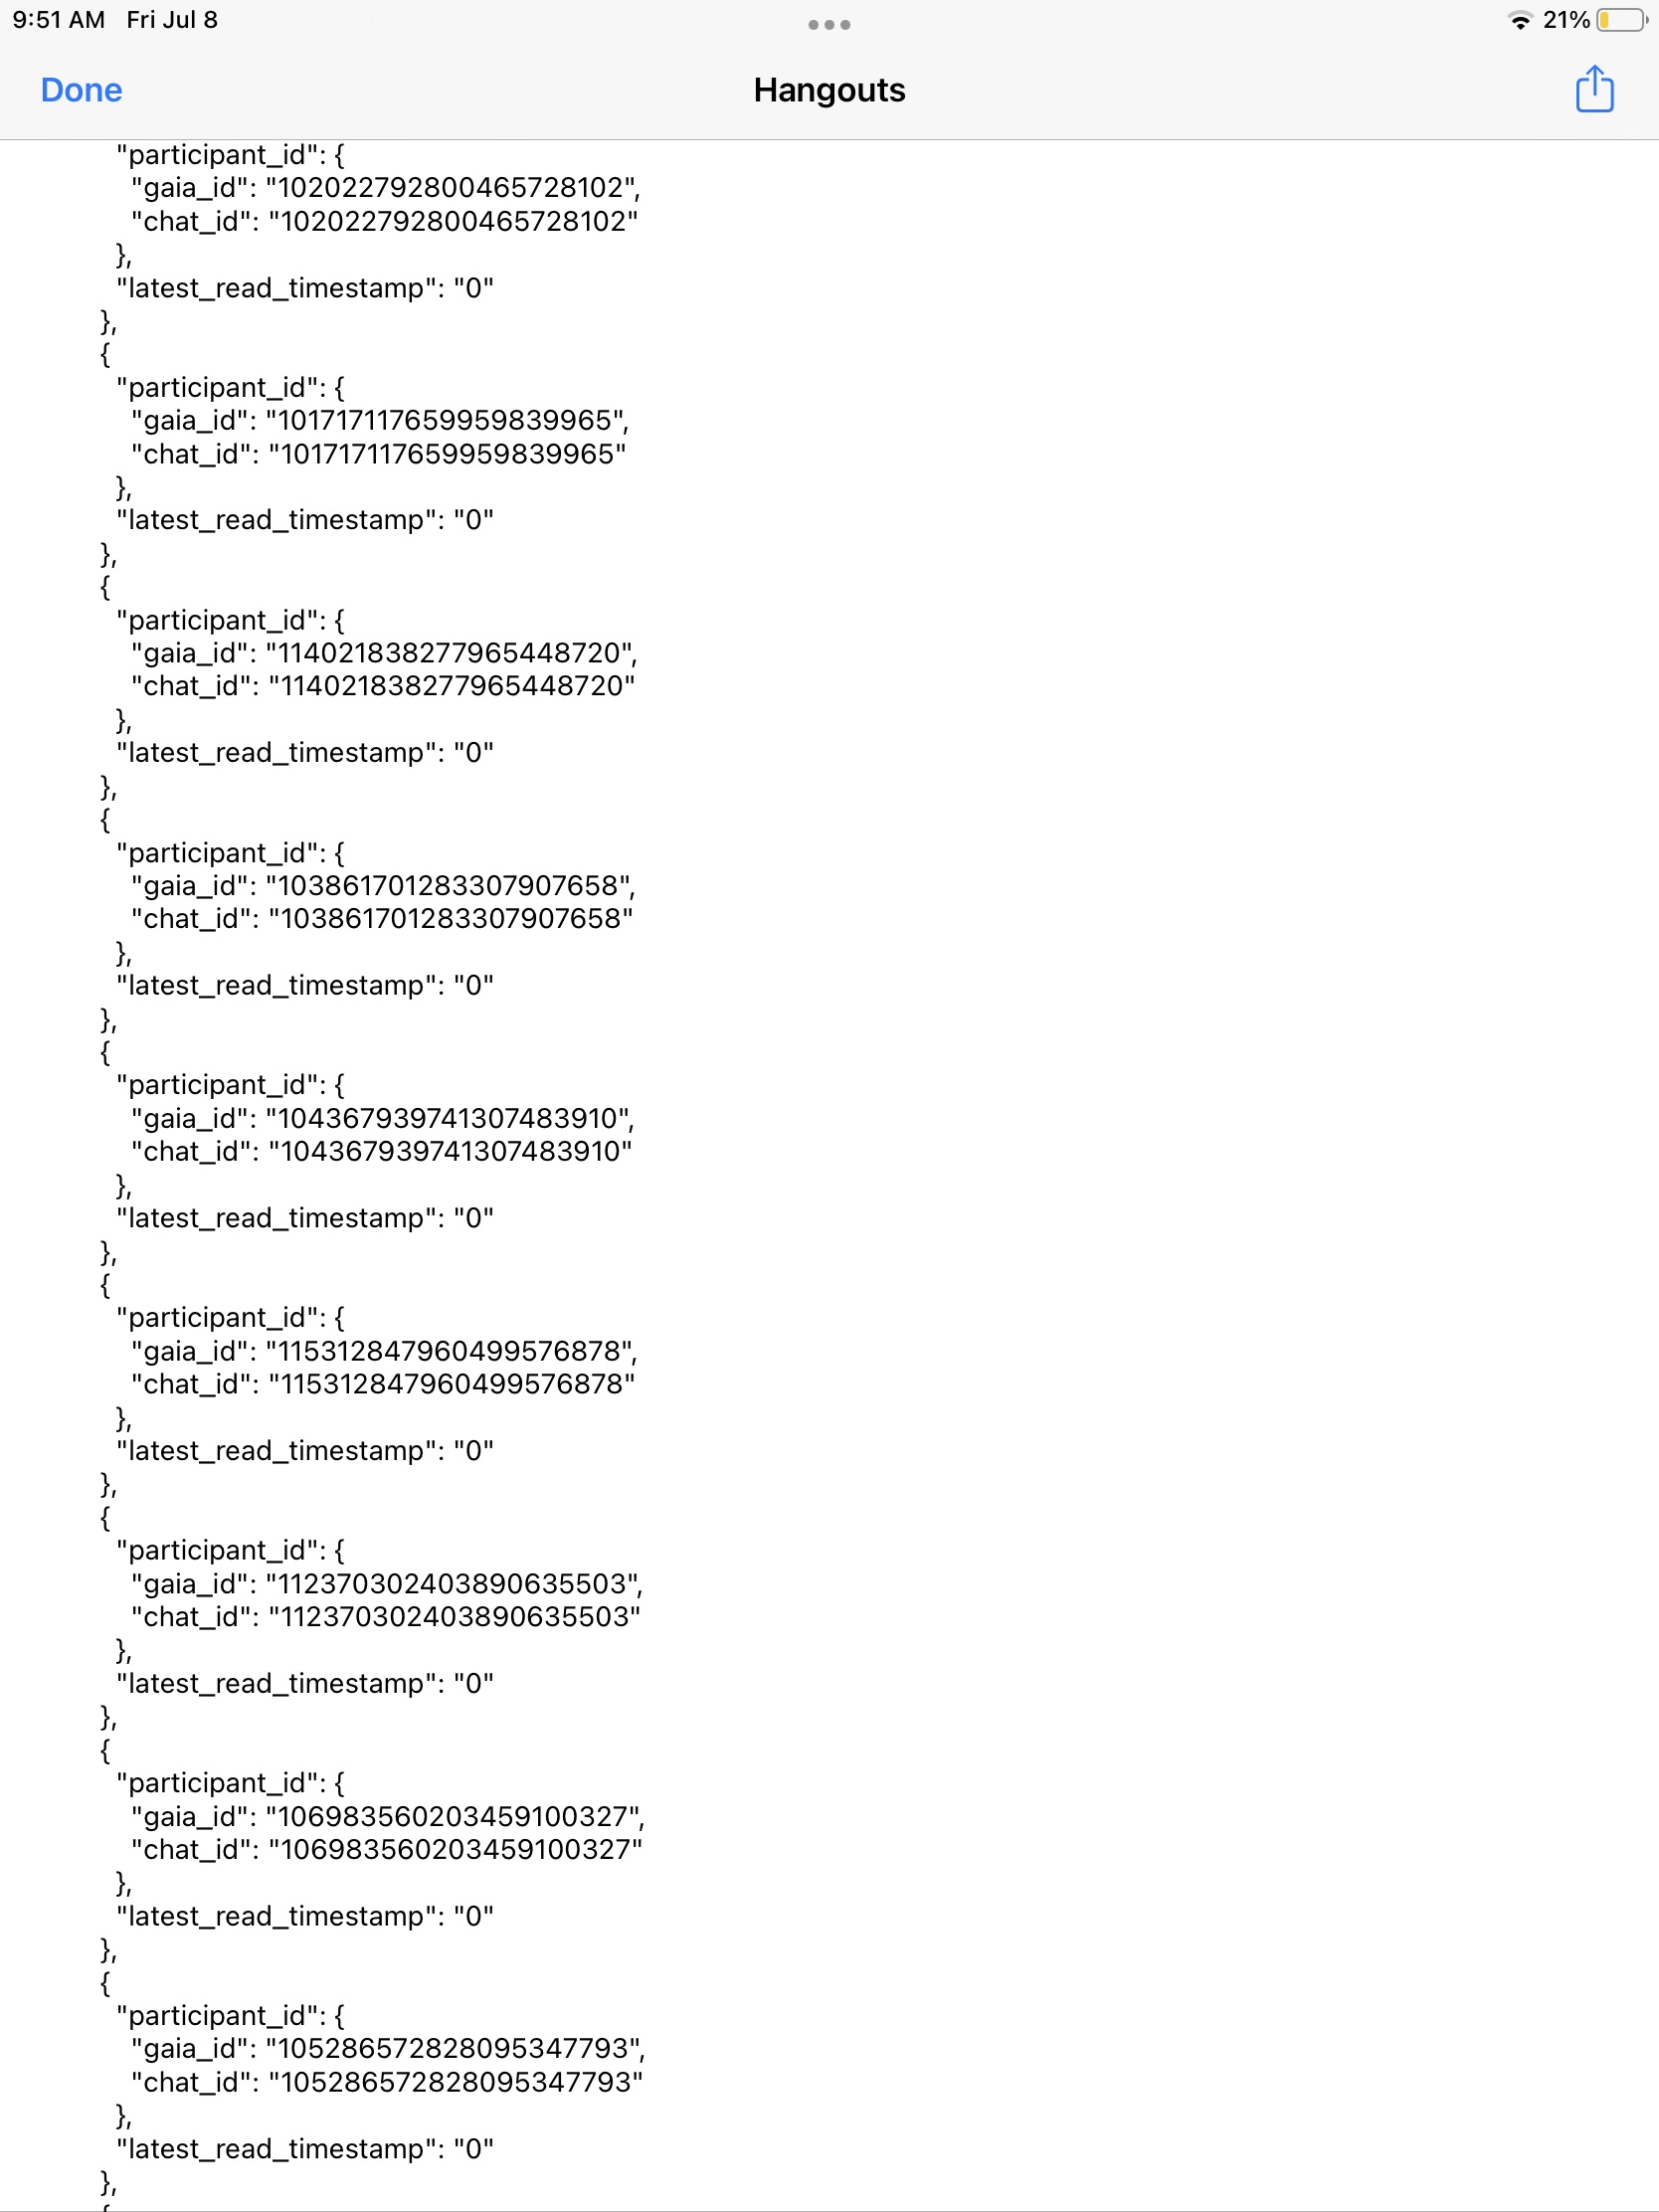 9:51 AM Fri Jul 8
21%
Done
Hangouts
"participant_id": {
"gaia_id": "102022792800465728102",
"chat_id": "102022792800465728102"
},
"latest_read_timestamp": "0"
},
{
"participant_id": {
"gaia_id": "101717117659959839965",
"chat_id": "101717117659959839965"
},
"latest_read_timestamp": "0"
},
{
"participant_id": {
"gaia_id": "114021838277965448720",
"chat_id": "114021838277965448720"
},
"latest_read_timestamp": "0"
},
{
"participant_id": {
"gaia_id": "103861701283307907658",
"chat_id": "103861701283307907658"
},
"latest_read_timestamp": "0"
},
{
"participant_id": {
"gaia_id": "104367939741307483910",
"chat_id": "104367939741307483910"
},
"latest_read_timestamp": "0"
},
{
"participant_id": {
"gaia_id": "115312847960499576878",
"chat_id": "115312847960499576878"
},
"latest_read_timestamp": "0"
},
{
"participant_id": {
"gaia_id": "112370302403890635503",
"chat_id": "112370302403890635503"
},
"latest_read_timestamp": "0"
},
{
"participant_id": {
"gaia_id": "106983560203459100327",
"chat_id": "106983560203459100327"
},
"latest_read_timestamp": "0"
},
{
"participant_id": {
"gaia_id": "105286572828095347793",
"chat_id": "105286572828095347793"
},
"latest_read_timestamp": "0"
},
{